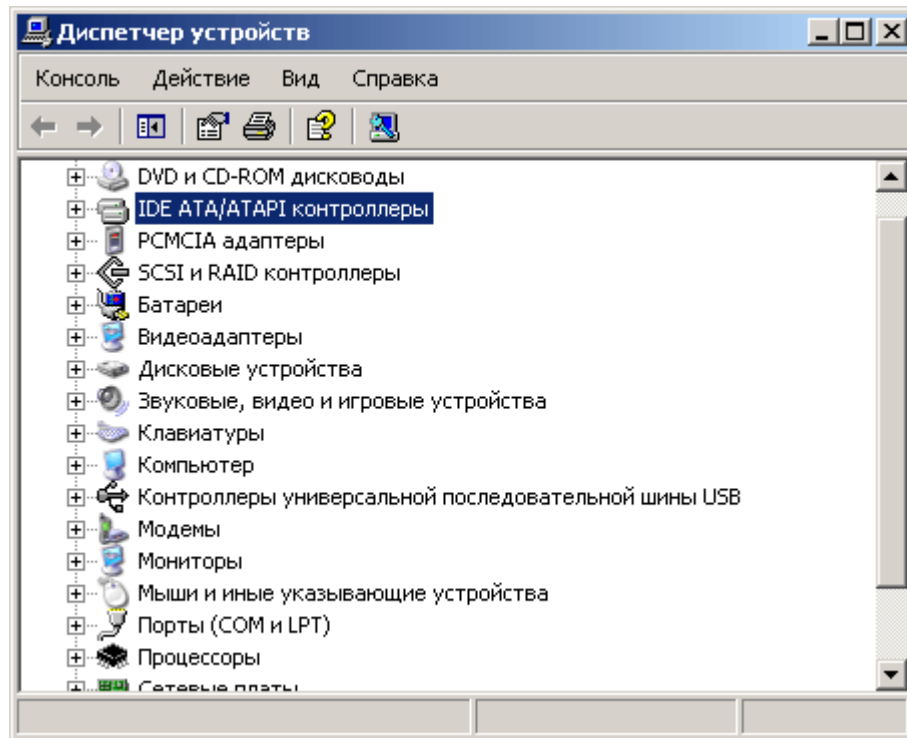 Диспетчер устройств
Консоль Действие Вид Справка
DVD и CD-ROM дисководы
IDE ATA/ATAPI контроллеры
PCMCIA адаптеры
SCSI и RAID контроллеры
Батареи
Видеоадаптеры
Дисковые устройства
Звуковые, видео и игровые устройства
Клавиатуры
Компьютер
Контроллеры универсальной последовательной шины USB
Модемы
Мониторы
Мыши и иные указывающие устройства
Порты (COM и LPT)
Процессоры
Сетевые платы